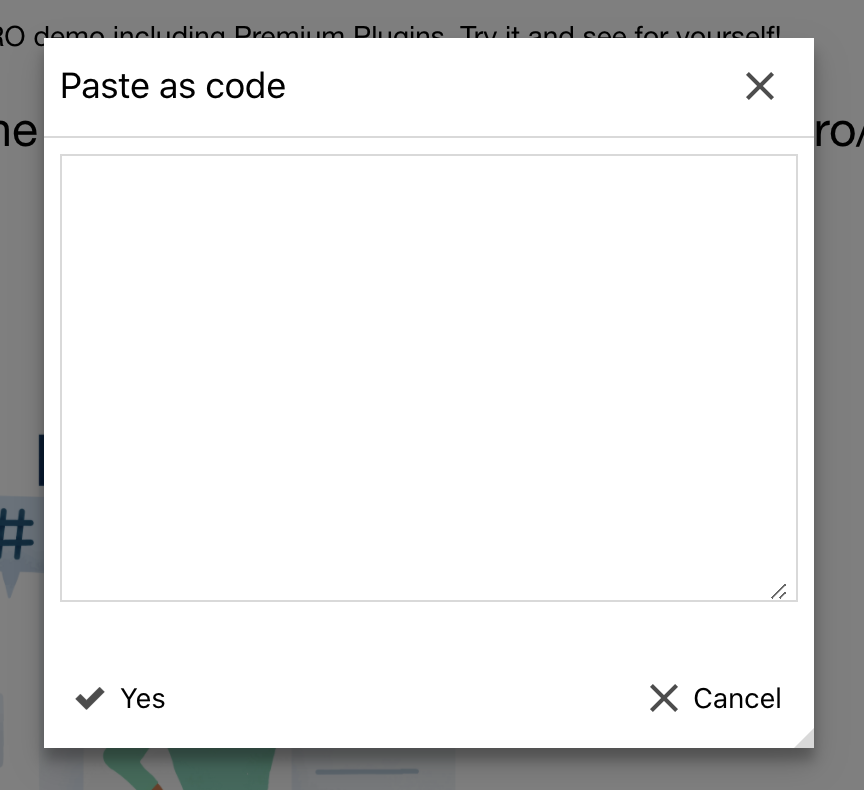 RO demo including Premium Plugins. Try it and see for yourself!
Paste as code
ne
ro/
#
Yes
Cancel